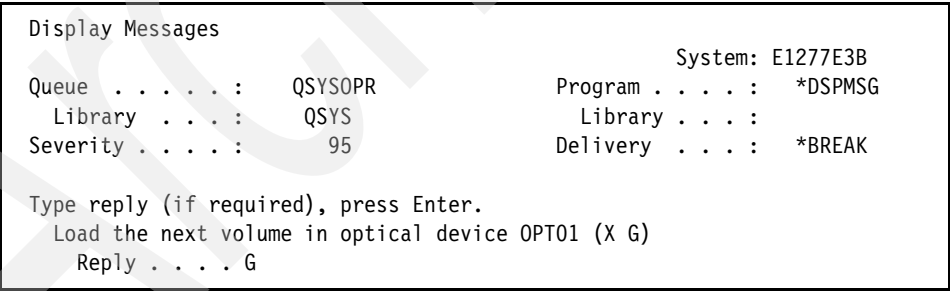 Display Messages
System: E1277E3B
Queue . . . . . : QSYSOPR Program . . . . : *DSPMSG
Library . . . : QSYS Library . . . :
Severity . . . . : 95 Delivery . . . : *BREAK
Type reply (if required), press Enter.
Load the next volume in optical device OPT01 (X G)
Reply . . . . G